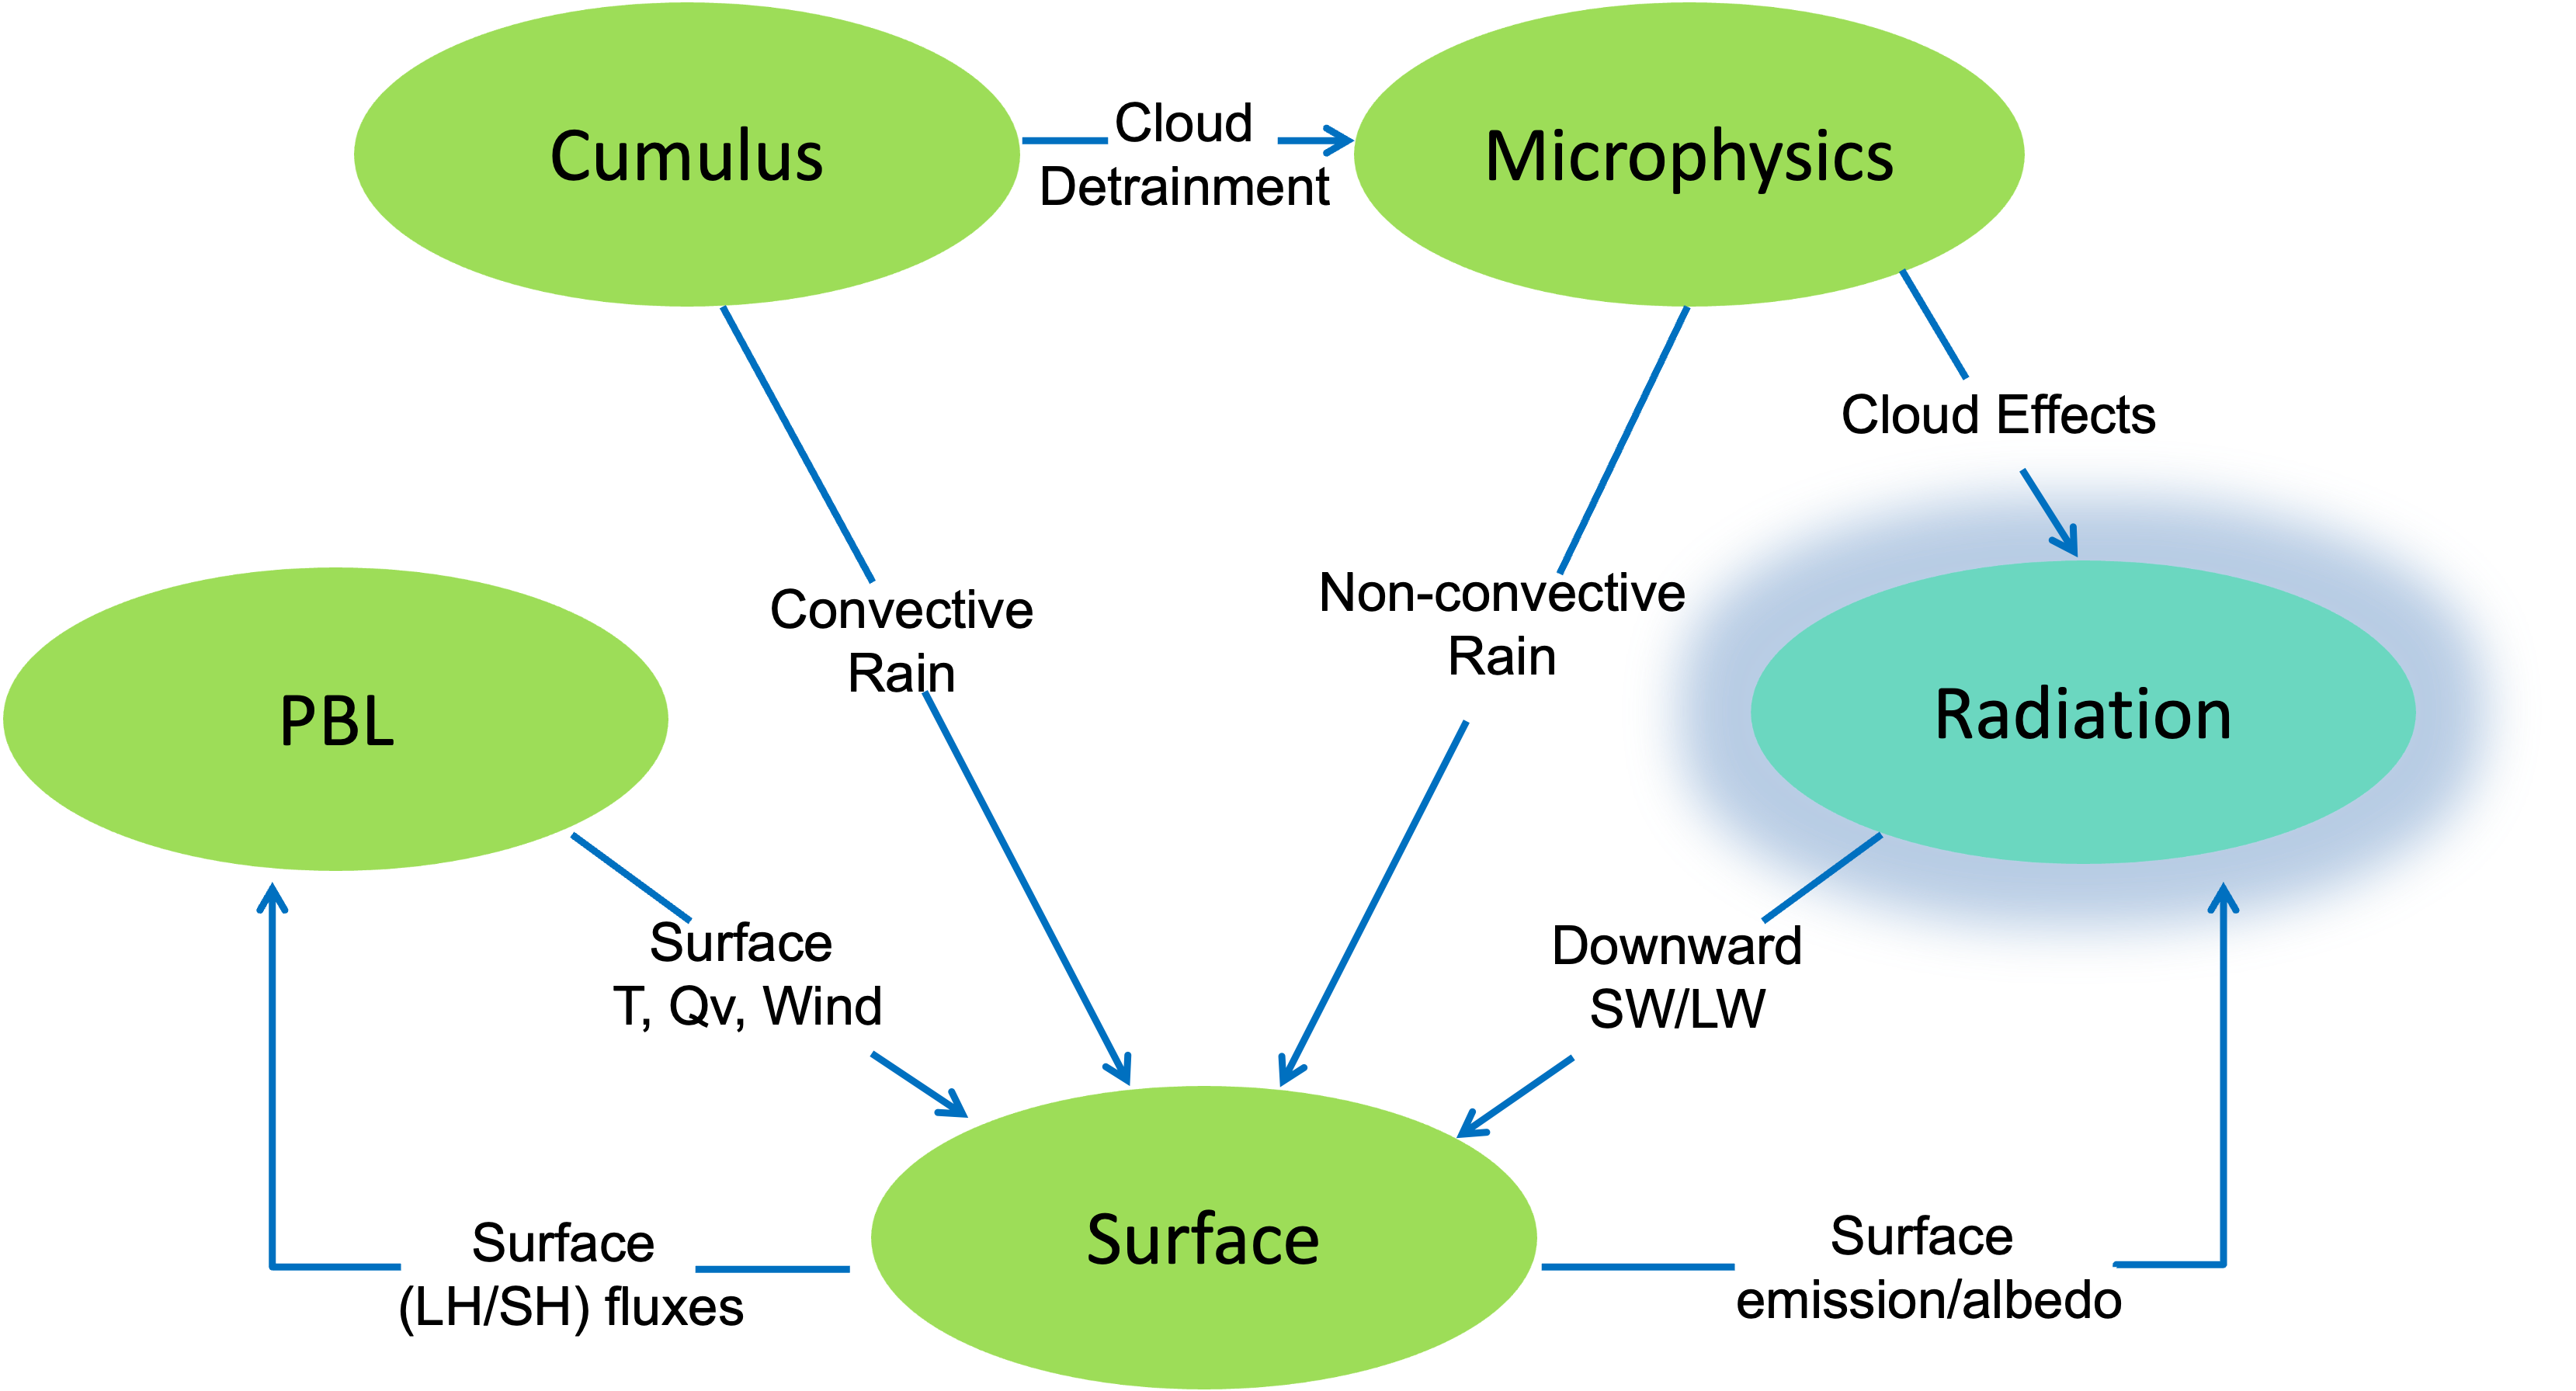 Cumulus
Cloud
Detrainment
Microphysics
Cloud Effects
Convective
Rain
Non-convective
Rain
PBL
Radiation
Surface
T, Qv, Wind
Downward
SW/LW
Surface
(LH/SH) fluxes
Surface
Surface
emission/albedo